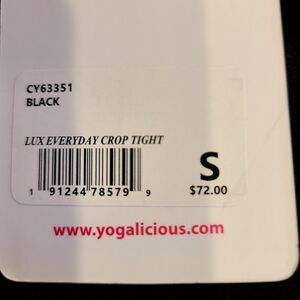 CY63351
BLACK
LUX EVERYDAY CROP TIGHT
S
1 91244 78579 9
$72.00
www.yogalicious.com